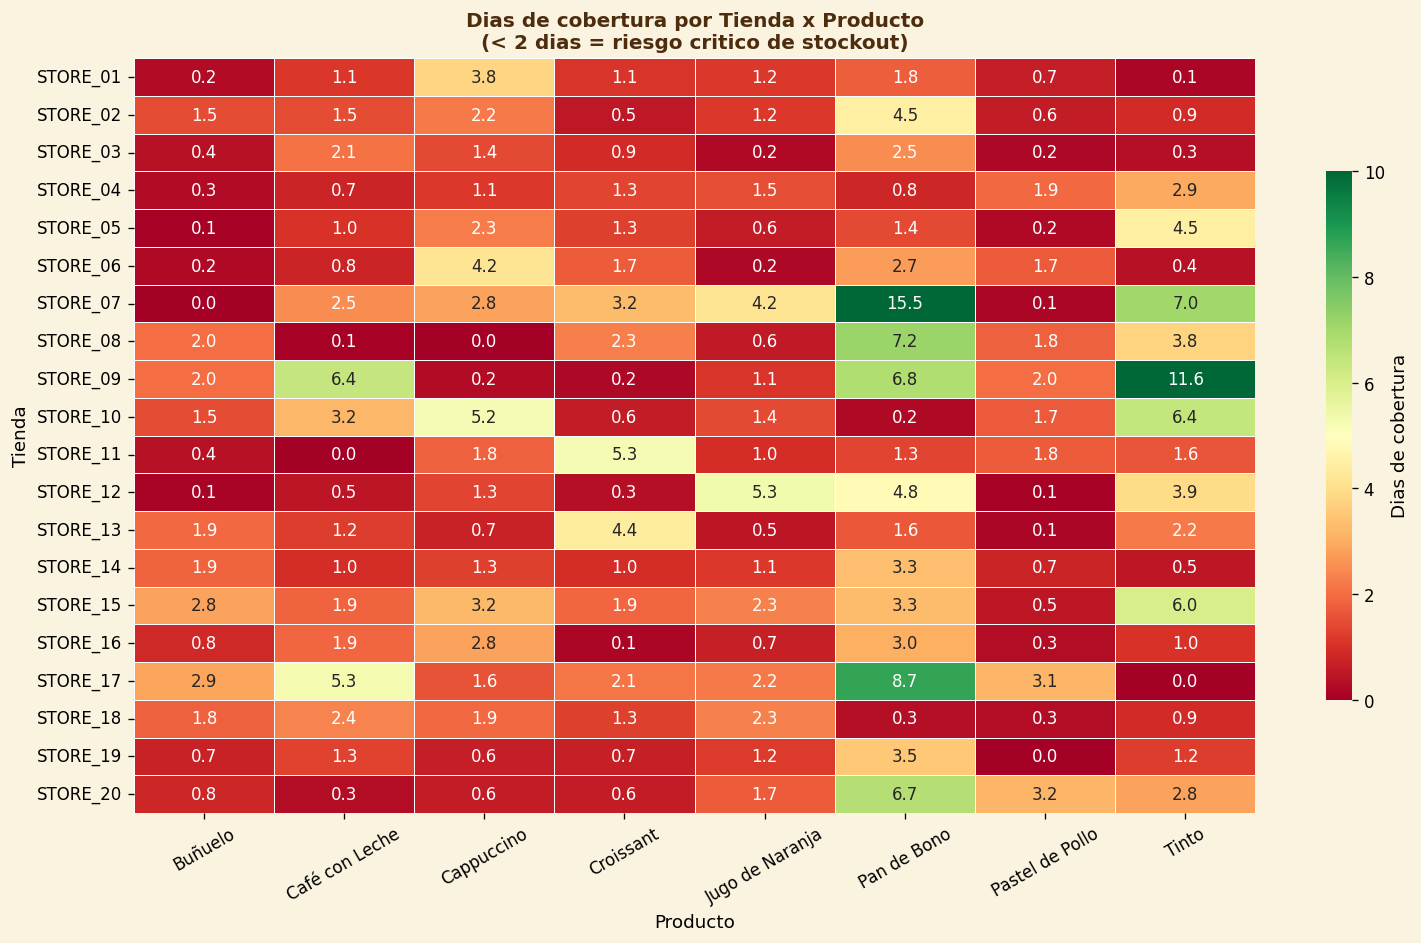 Dias de cobertura por Tienda x Producto
(< 2 dias = riesgo critico de stockout)
STORE_01 0.2 1.1 3.8 1.1 1.2 1.8 0.7 0.1
STORE_02 1.5 1.5 2.2 0.5 1.2 4.5 0.6 0.9
STORE_03 0.4 2.1 1.4 0.9 0.2 2.5 0.2 0.3
STORE_04 0.3 0.7 1.1 1.3 1.5 0.8 1.9 2.9
STORE_05 0.1 1.0 2.3 1.3 0.6 1.4 0.2 4.5
STORE_06 0.2 0.8 4.2 1.7 0.2 2.7 1.7 0.4
STORE_07 0.0 2.5 2.8 3.2 4.2 15.5 0.1 7.0
STORE_08 2.0 0.1 0.0 2.3 0.6 7.2 1.8 3.8
STORE_09 2.0 6.4 0.2 0.2 1.1 6.8 2.0 11.6
STORE_10 1.5 3.2 5.2 0.6 1.4 0.2 1.7 6.4
STORE_11 0.4 0.0 1.8 5.3 1.0 1.3 1.8 1.6
STORE_12 0.1 0.5 1.3 0.3 5.3 4.8 0.1 3.9
STORE_13 1.9 1.2 0.7 4.4 0.5 1.6 0.1 2.2
STORE_14 1.9 1.0 1.3 1.0 1.1 3.3 0.7 0.5
STORE_15 2.8 1.9 3.2 1.9 2.3 3.3 0.5 6.0
STORE_16 0.8 1.9 2.8 0.1 0.7 3.0 0.3 1.0
STORE_17 2.9 5.3 1.6 2.1 2.2 8.7 3.1 0.0
STORE_18 1.8 2.4 1.9 1.3 2.3 0.3 0.3 0.9
STORE_19 0.7 1.3 0.6 0.7 1.2 3.5 0.0 1.2
STORE_20 0.8 0.3 0.6 0.6 1.7 6.7 3.2 2.8
Tienda
Buñuelo Café con Leche Cappuccino Croissant Jugo de Naranja Pan de Bono Pastel de Pollo Tinto
Producto
10
8
6
4
2
0
Dias de cobertura